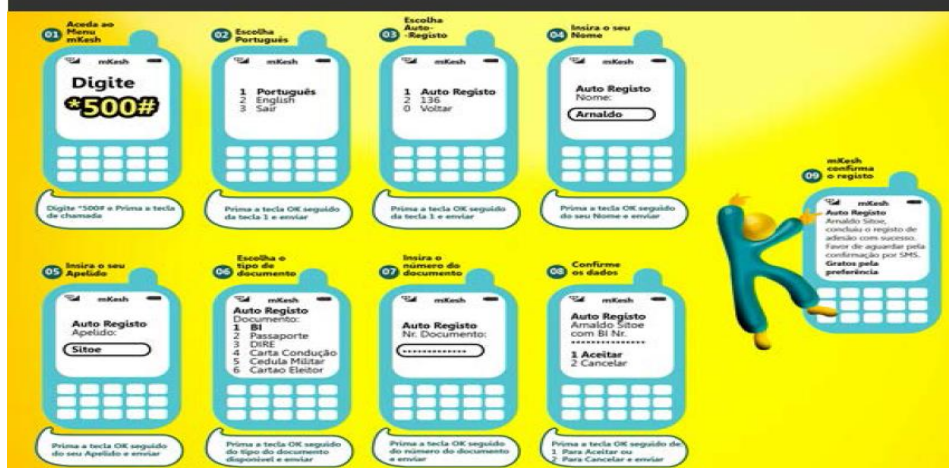 01 Aceda ao
Menu
mKesh
mKesh
Digite
*500#
Digite *500# e Prima a tecla
de chamada
02 Escolha
Português
mKesh
1 Português
2 English
3 Sair
Prima a tecla OK seguido
da tecla 1 e enviar
03 Escolha
Auto-
-Registo
mKesh
1 Auto Registo
2 136
0 Voltar
Prima a tecla OK seguido
da tecla 1 e enviar
04 Insira o seu
Nome
mKesh
Auto Registo
Nome:
Arnaldo
Prima a tecla OK seguido
do seu Nome e enviar
05 Insira o seu
Apelido
mKesh
Auto Registo
Apelido:
Sitoe
Prima a tecla OK seguido
do seu Apelido e enviar
06 Escolha o
tipo de
documento
mKesh
Auto Registo
Documento:
1 BI
2 Passaporte
3 DIRE
4 Carta Condução
5 Cedula Militar
6 Cartao Eleitor
Prima a tecla OK seguido
do tipo do documento
disponivel e enviar
07 Insira o
número do
documento
mKesh
Auto Registo
Nr. Documento:
*************
Prima a tecla OK seguido
do número do documento
e enviar
08 Confirme
os dados
mKesh
Auto Registo
Arnaldo Sitoe
com BI Nr.
***************
1 Aceitar
2 Cancelar
Prima a tecla OK seguido de:
1 Para Aceitar ou
2 Para Cancelar e enviar
09 mKesh
confirma
o registo
mKesh
Auto Registo
Arnaldo Sitoe,
concluiu o registo de
adesão com sucesso.
Favor de aguardar pela
confirmação por SMS.
Gratos pela
preferência